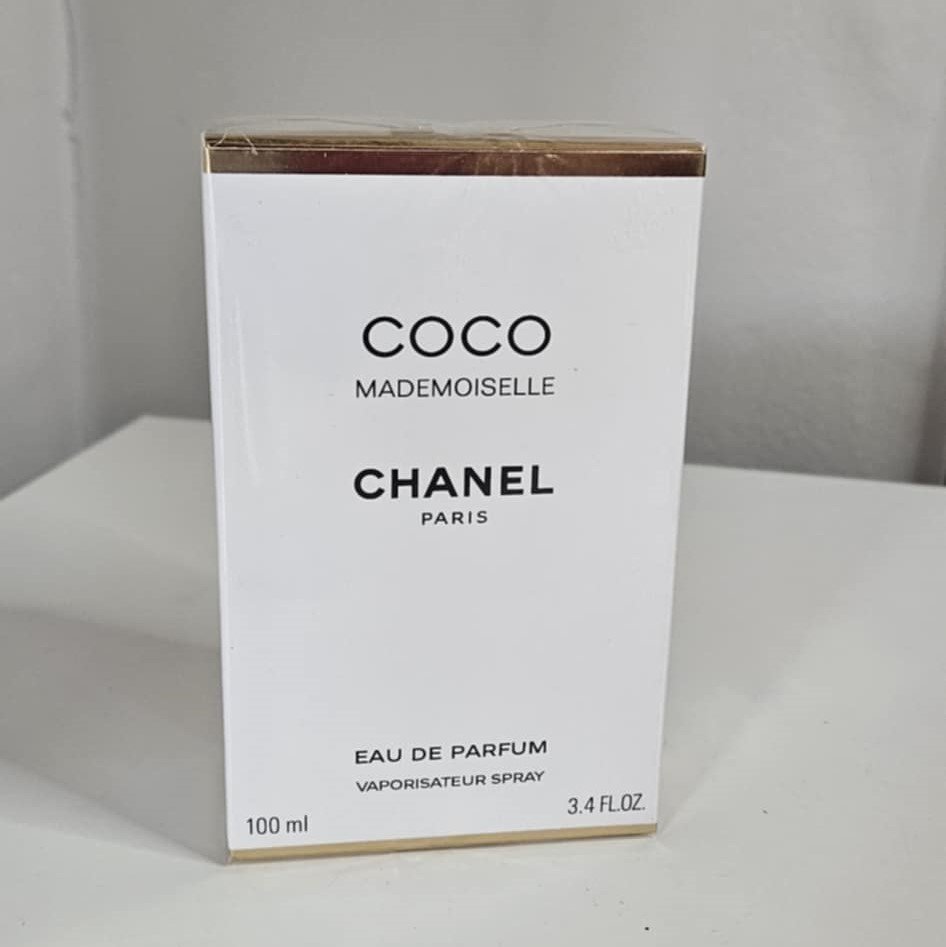 COCO
MADEMOISELLE
CHANEL
PARIS
EAU DE PARFUM
VAPORISATEUR SPRAY
100 ml 3.4 FL.OZ.